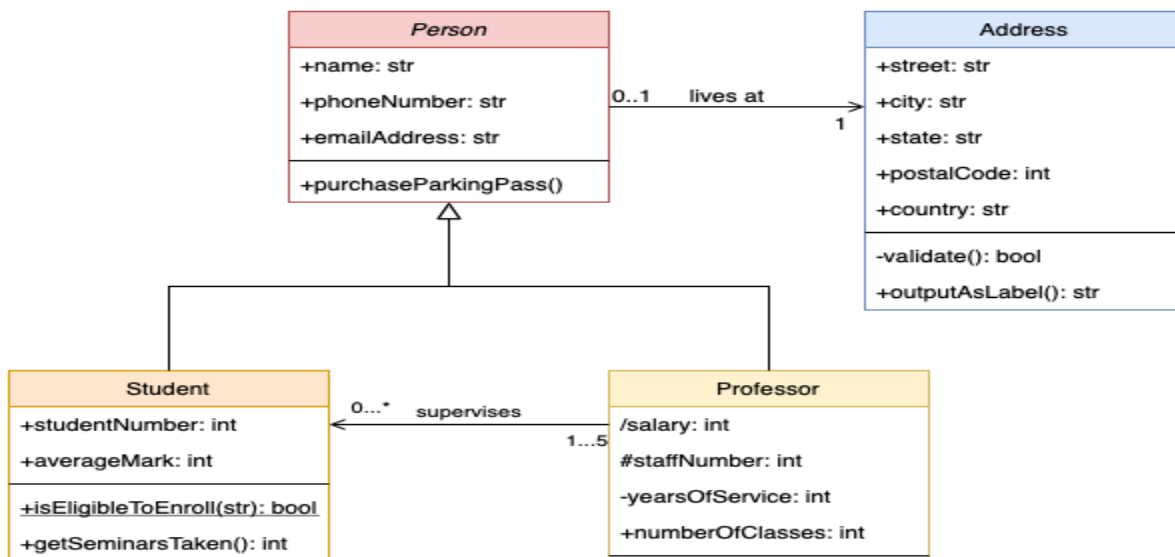 Person
+name: str
+phoneNumber: str
+emailAddress: str
+purchaseParkingPass()
0..1 lives at
1
Address
+street: str
+city: str
+state: str
+postalCode: int
+country: str
-validate(): bool
+outputAsLabel(): str
Student
+studentNumber: int
+averageMark: int
+isEligibleToEnroll(str): bool
+getSeminarsTaken(): int
0...* supervises
1...5
Professor
/salary: int
#staffNumber: int
-yearsOfService: int
+numberOfClasses: int